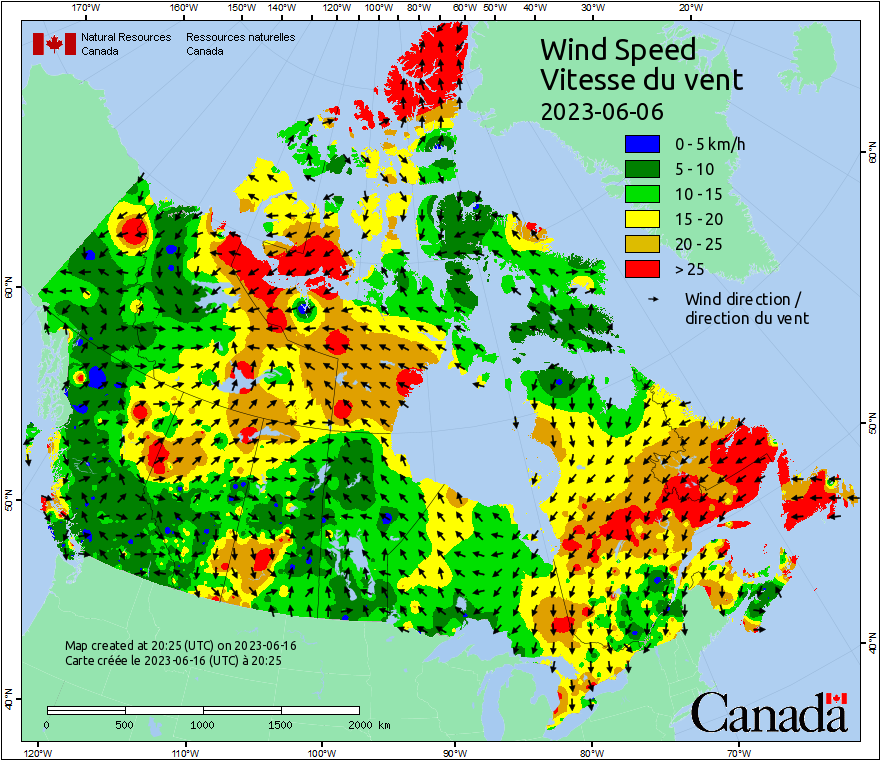 170°W 160°W 150°W 140°W 120°W 110°W 100°W 80°W 60°W 50°W 40°W 30°W 20°W
Natural Resources Canada
Ressources naturelles Canada
Wind Speed
Vitesse du vent
2023-06-06
0 - 5 km/h
5 - 10
10 - 15
15 - 20
20 - 25
> 25
Wind direction /
direction du vent
60°N
50°N
40°N
60°N
50°N
40°N
Map created at 20:25 (UTC) on 2023-06-16
Carte créée le 2023-06-16 (UTC) à 20:25
0 500 1000 1500 2000 km
Canada
120°W 110°W 100°W 90°W 80°W 70°W